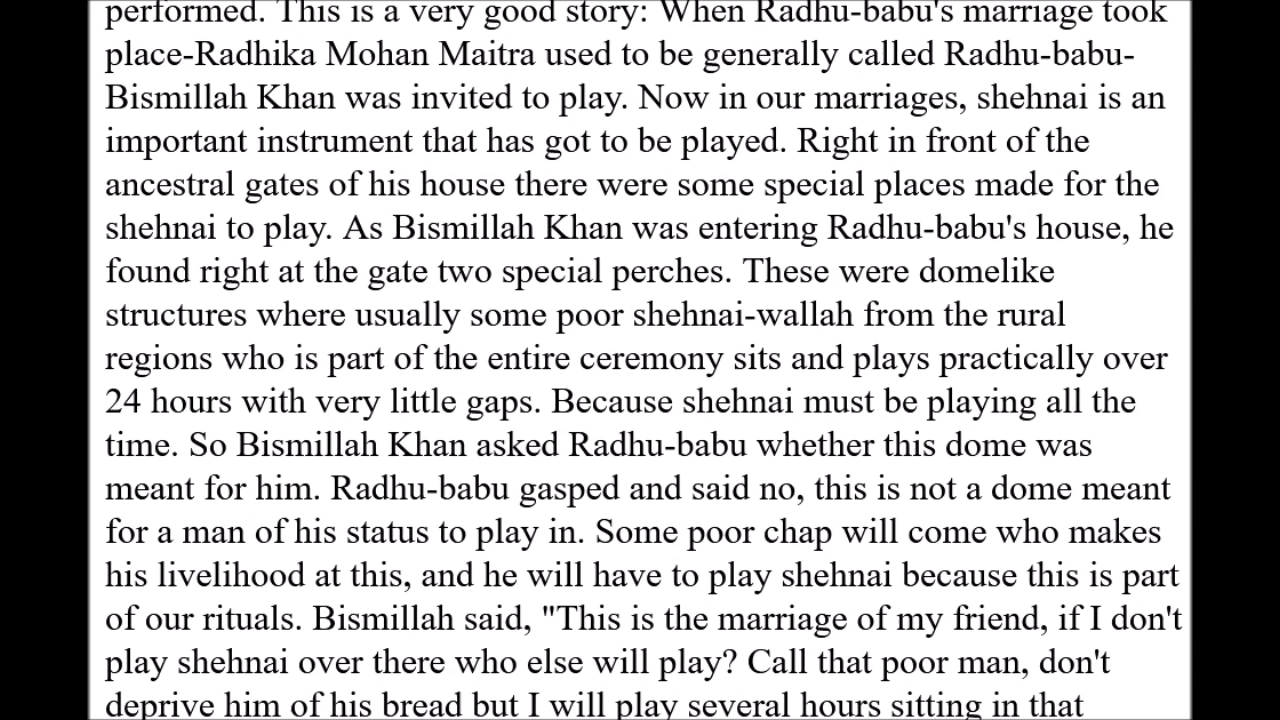 performed. This is a very good story: When Radhu-babu's marriage took
place-Radhika Mohan Maitra used to be generally called Radhu-babu-
Bismillah Khan was invited to play. Now in our marriages, shehnai is an
important instrument that has got to be played. Right in front of the
ancestral gates of his house there were some special places made for the
shehnai to play. As Bismillah Khan was entering Radhu-babu's house, he
found right at the gate two special perches. These were domelike
structures where usually some poor shehnai-wallah from the rural
regions who is part of the entire ceremony sits and plays practically over
24 hours with very little gaps. Because shehnai must be playing all the
time. So Bismillah Khan asked Radhu-babu whether this dome was
meant for him. Radhu-babu gasped and said no, this is not a dome meant
for a man of his status to play in. Some poor chap will come who makes
his livelihood at this, and he will have to play shehnai because this is part
of our rituals. Bismillah said, "This is the marriage of my friend, if I don't
play shehnai over there who else will play? Call that poor man, don't
deprive him of his bread but I will play several hours sitting in that